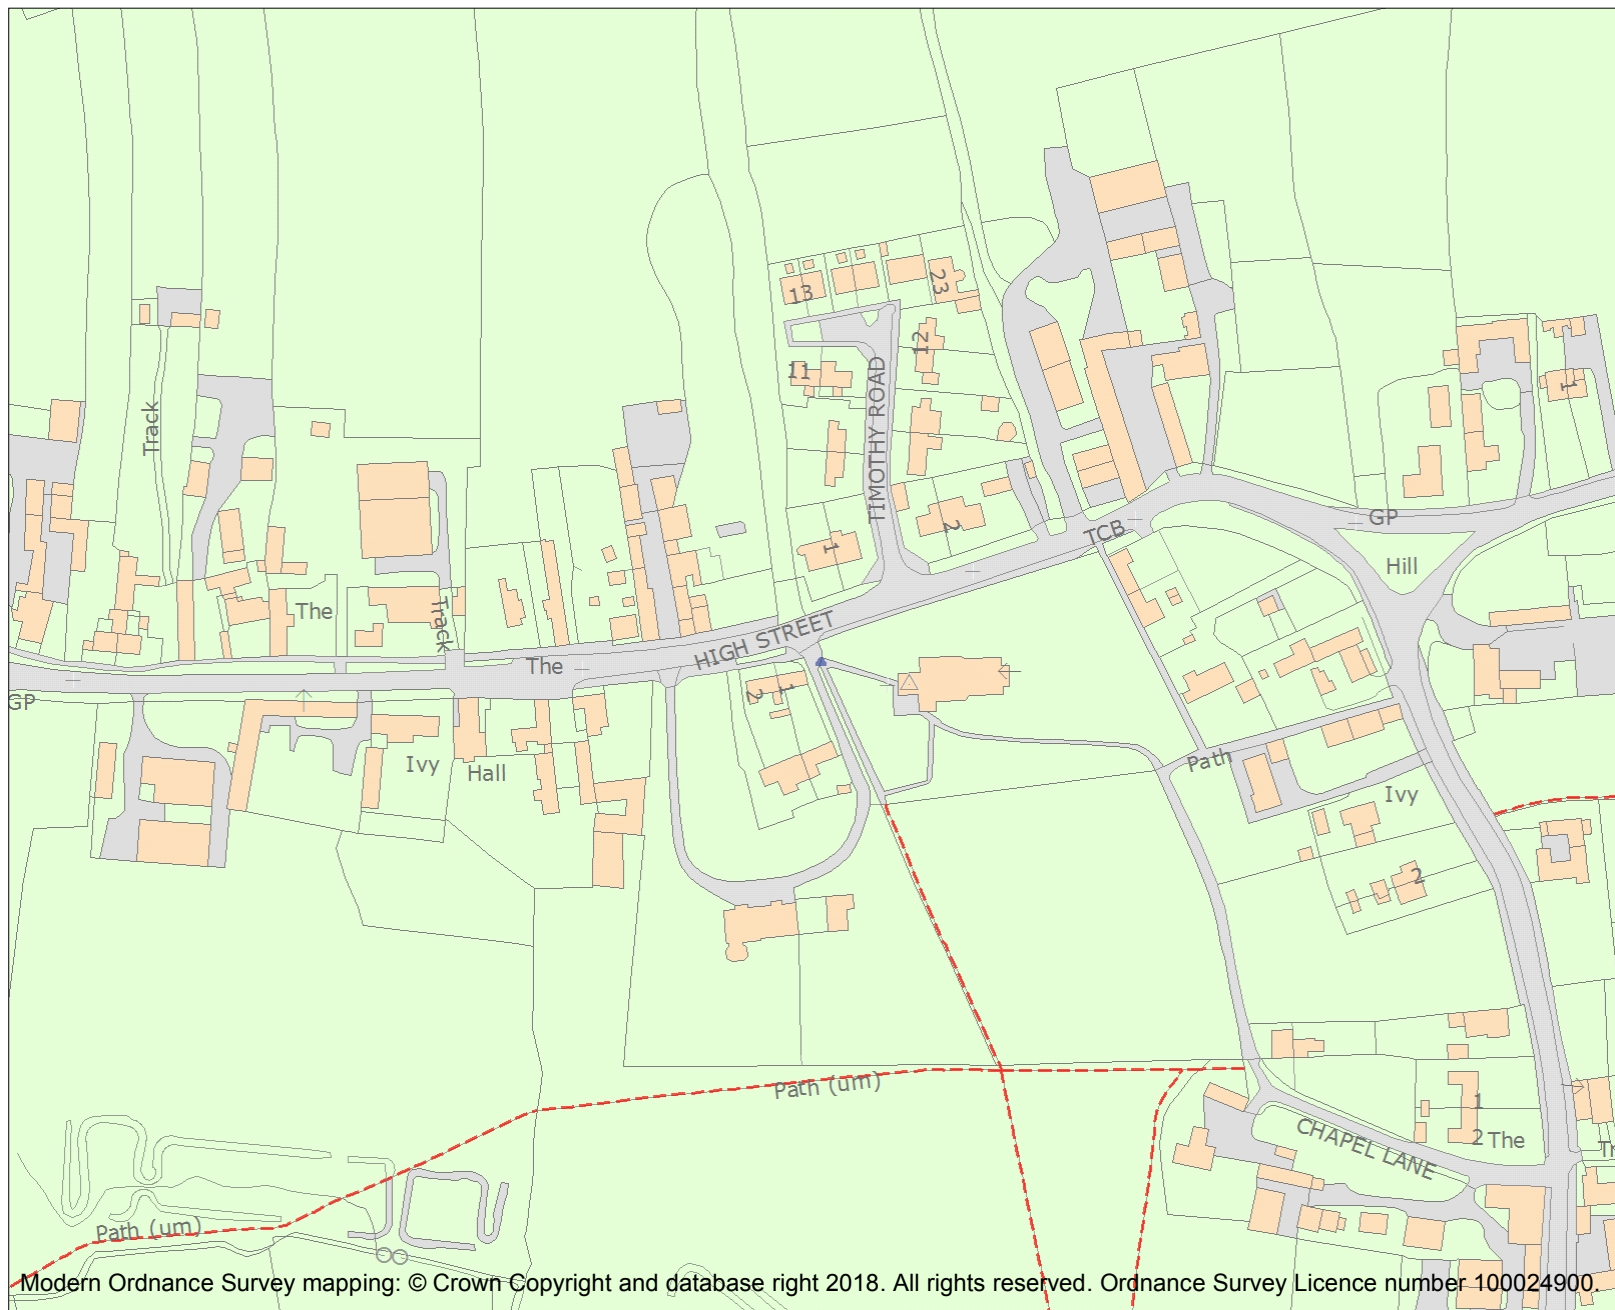 13
23
12
11
TIMOTHY ROAD
Track
1
GP
2
TCB
1
Hill
The
Track
HIGH STREET
The
GP
2
1
Path
Ivy
Hall
Ivy
2
Path (um)
1
2
The
CHAPEL LANE
Path (um)
Modern Ordnance Survey mapping: © Crown Copyright and database right 2018. All rights reserved. Ordnance Survey Licence number 100024900.